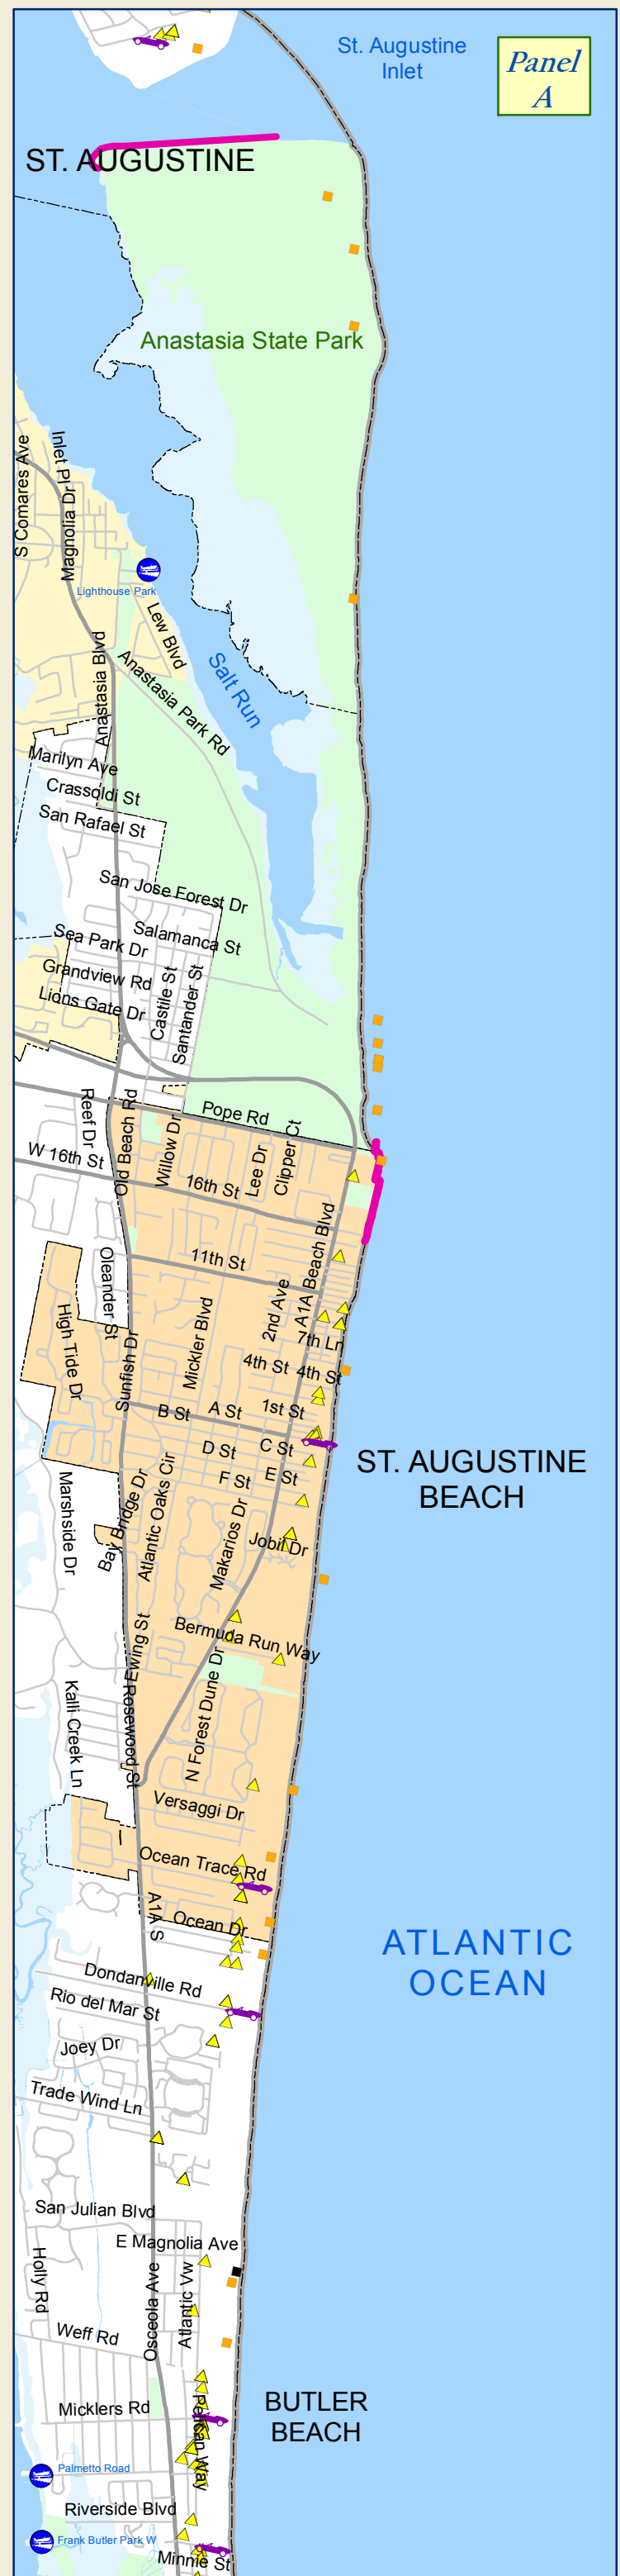 St. Augustine
Inlet
Panel
A
ST. AUGUSTINE
Anastasia State Park
S Comares Ave
Inlet Pl
Magnolia Dr
Lighthouse Park
Lew Blvd
Anastasia Blvd
Anastasia Park Rd
Salt Run
Marilyn Ave
Crassoldi St
San Rafael St
San Jose Forest Dr
Sea Park Dr
Salamanca St
Grandview Rd
Castile St
Santander St
Lions Gate Dr
Reef Dr
Old Beach Rd
Pope Rd
Willow Dr
Lee Dr
Clipper Ct
W 16th St
16th St
11th St
A1A Beach Blvd
Oleander St
2nd Ave
High Tide Dr
Sunfish Dr
Mickler Blvd
7th Ln
4th St
4th St
B St
A St
1st St
D St
C St
F St
E St
ST. AUGUSTINE
BEACH
Marshside Dr
Bay Bridge Dr
Atlantic Oaks Cir
Makarios Dr
Jobil Dr
Bermuda Run Way
Ewing St
N Forest Dune Dr
Kalli Creek Ln
Rosewood St
Versaggi Dr
Ocean Trace Rd
A1A S
Ocean Dr
ATLANTIC
OCEAN
Dondanville Rd
Rio del Mar St
Joey Dr
Trade Wind Ln
San Julian Blvd
E Magnolia Ave
Holly Rd
Osceola Ave
Atlantic Vw
Weff Rd
Micklers Rd
Pelican Way
BUTLER
BEACH
Palmetto Road
Riverside Blvd
Frank Butler Park W
Minnie St